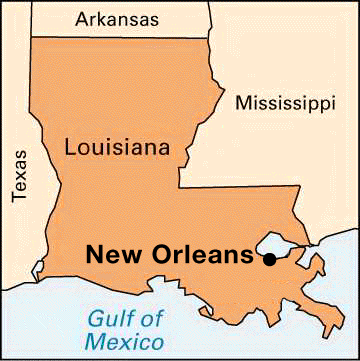 Arkansas
Mississippi
Louisiana
Texas
New Orleans
Gulf of
Mexico